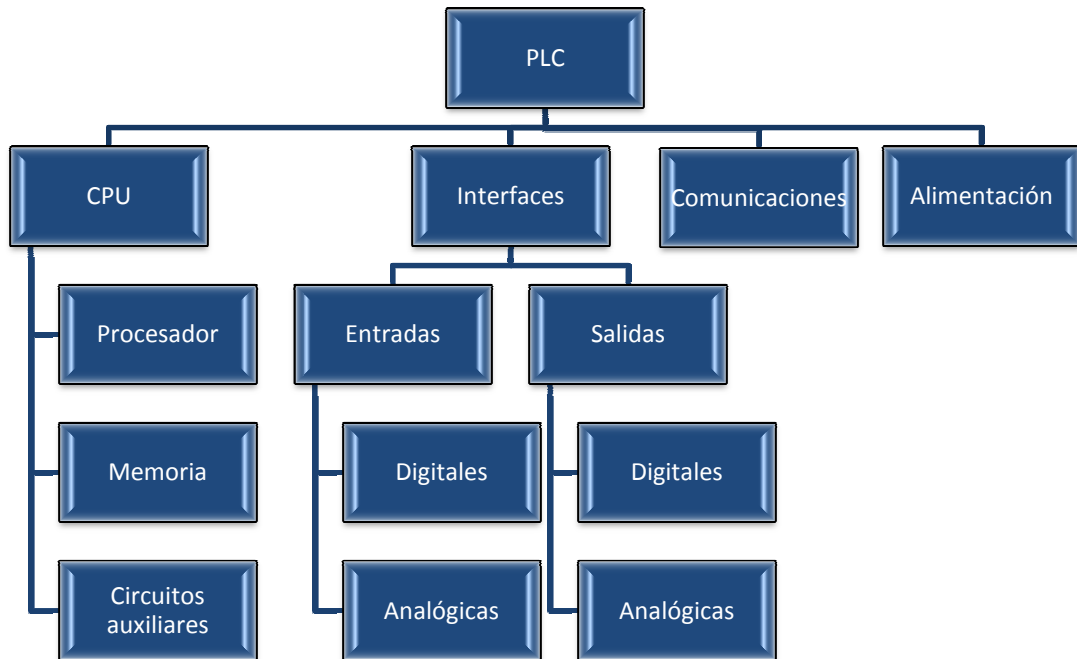 PLC
CPU
Interfaces
Comunicaciones
Alimentación
Procesador
Entradas
Salidas
Memoria
Digitales
Digitales
Circuitos
auxiliares
Analógicas
Analógicas